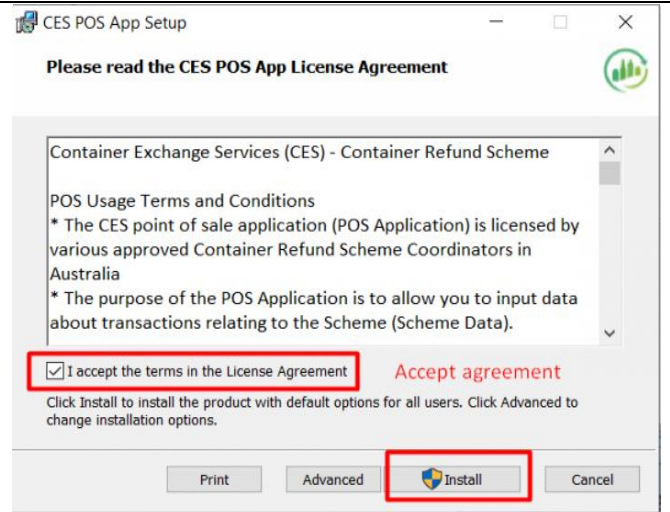 CES POS App Setup
Please read the CES POS App License Agreement
Container Exchange Services (CES) - Container Refund Scheme
POS Usage Terms and Conditions
* The CES point of sale application (POS Application) is licensed by
various approved Container Refund Scheme Coordinators in
Australia
* The purpose of the POS Application is to allow you to input data
about transactions relating to the Scheme (Scheme Data).
I accept the terms in the License Agreement
Accept agreement
Click Install to install the product with default options for all users. Click Advanced to
change installation options.
Print
Advanced
Install
Cancel